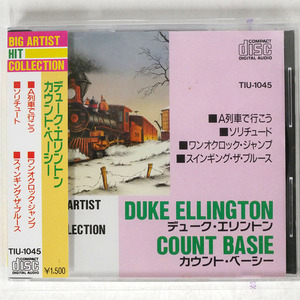 BIG ARTIST
HIT
COLLECTION
デューク・エリントン
カウント・ベーシー
■A列車で行こう
■ソリチュード
■ワンオクロック・ジャンプ
■スインギング・ザ・ブルース
TIU-1045
COMPACT
disc
DIGITAL AUDIO
¥1,500
COMPACT
disc
DIGITAL AUDIO
TIU-1045
■A列車で行こう
■ソリチュード
■ワンオクロック・ジャンプ
■スインギング・ザ・ブルース
ARTIST
LECTION
DUKE ELLINGTON
デューク・エリントン
COUNT BASIE
カウント・ベーシー